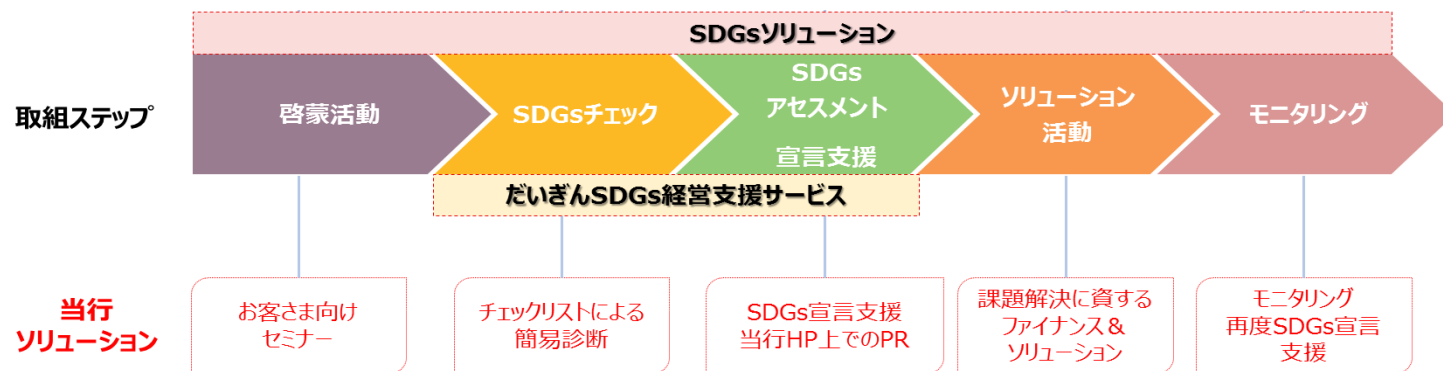 SDGsソリューション
取組ステップ
啓蒙活動
SDGsチェック
SDGs
アセスメント
宣言支援
ソリューション
活動
モニタリング
だいぎんSDGs経営支援サービス
当行
ソリューション
お客さま向け
セミナー
チェックリストによる
簡易診断
SDGs宣言支援
当行HP上でのPR
課題解決に資する
ファイナンス＆
ソリューション
モニタリング
再度SDGs宣言
支援